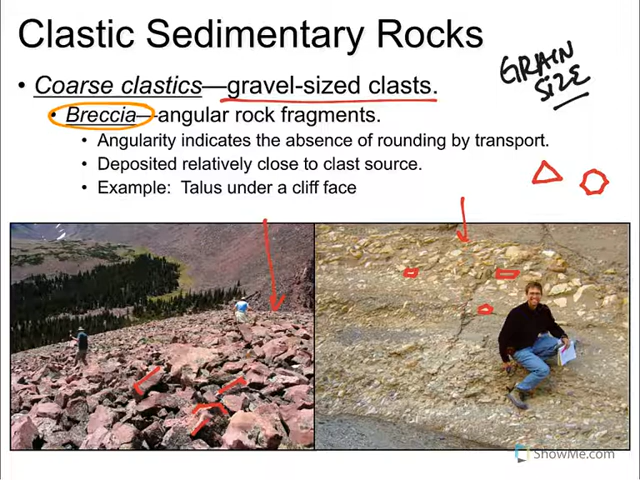 Clastic Sedimentary Rocks
• Coarse clastics—gravel-sized clasts.
GRAIN
SIZE
• Breccia—angular rock fragments.
• Angularity indicates the absence of rounding by transport.
• Deposited relatively close to clast source.
• Example: Talus under a cliff face
ShowMe.com